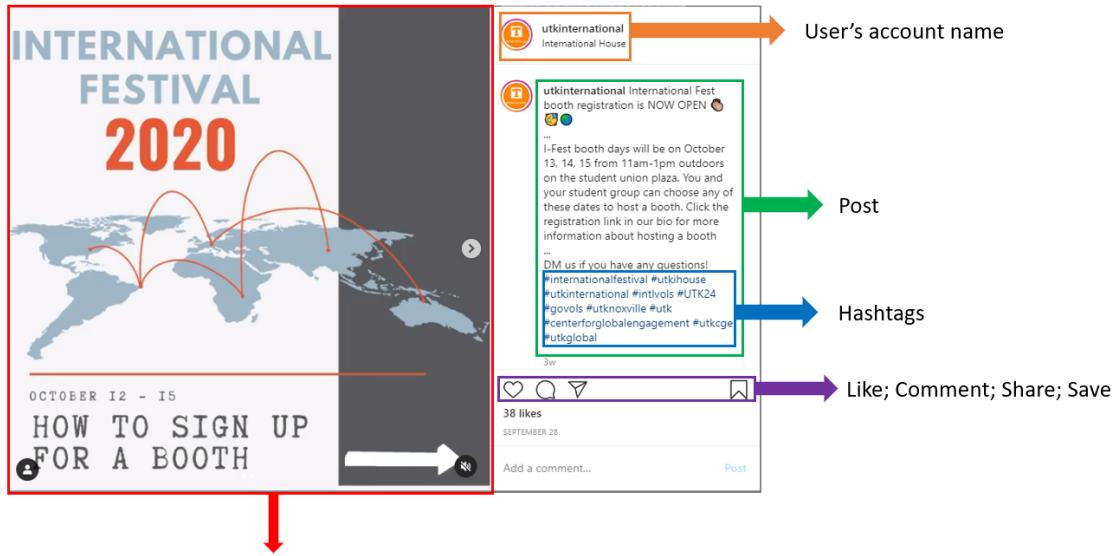 INTERNATIONAL
FESTIVAL
2020
OCTOBER 12 - 15
HOW TO SIGN UP
FOR A BOOTH
utkinternational
International House
User's account name
utkinternational International Fest
booth registration is NOW OPEN
...
I-Fest booth days will be on October
13, 14, 15 from 11am-1pm outdoors
on the student union plaza. You and
your student group can choose any of
these dates to host a booth. Click the
registration link in our bio for more
information about hosting a booth
...
DM us if you have any questions!
#internationalfestival #utkihouse
#utkinternational #intlvols #UTK24
#govols #utknoxville #utk
#centerforglobalengagement #utkcge
#utkglobal
3w
Post
Hashtags
Like; Comment; Share; Save
38 likes
SEPTEMBER 28
Add a comment... Post